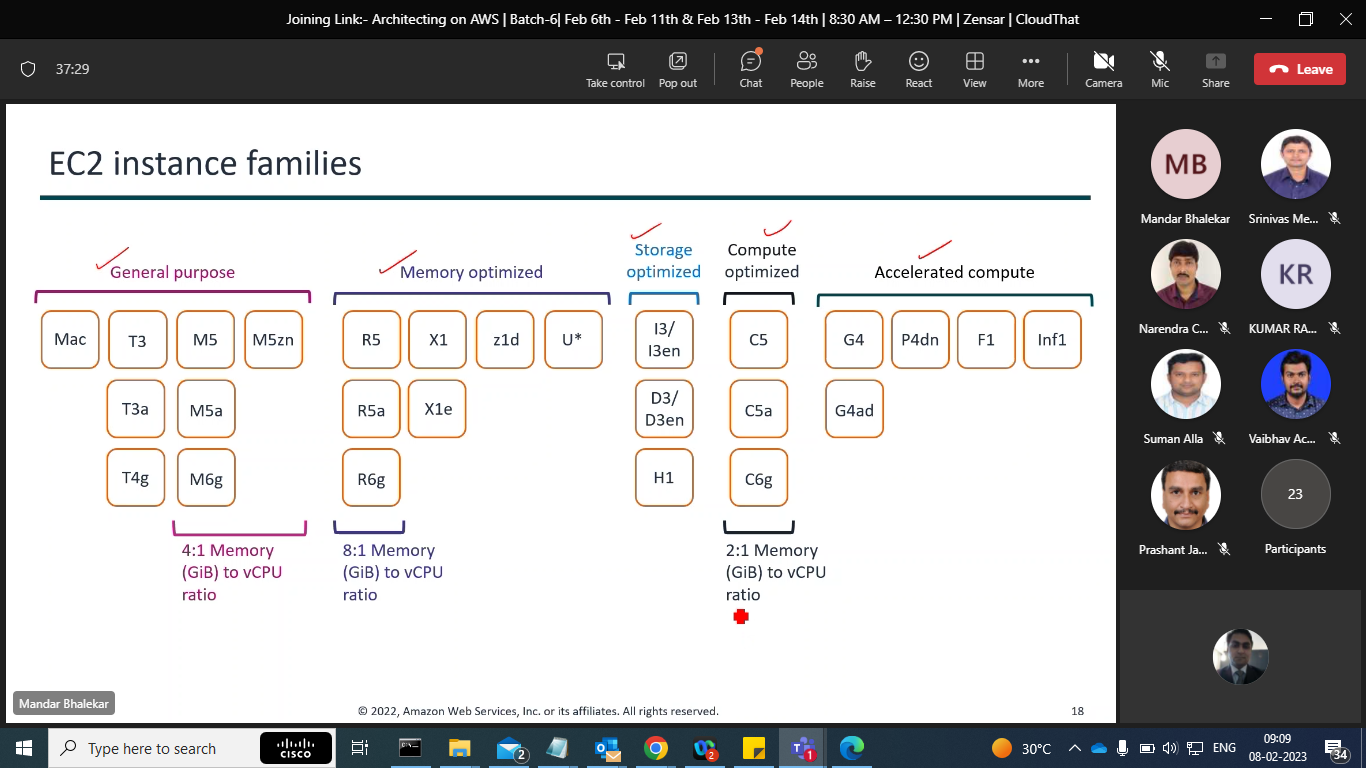 Joining Link:- Architecting on AWS | Batch-6| Feb 6th - Feb 11th & Feb 13th - Feb 14th | 8:30 AM – 12:30 PM | Zensar | CloudThat
37:29
Take control
Pop out
Chat
People
Raise
React
View
More
Camera
Mic
Share
Leave
EC2 instance families
General purpose
Memory optimized
Storage
optimized
Compute
optimized
Accelerated compute
Mac
T3
M5
M5zn
R5
X1
z1d
U*
I3/
I3en
C5
G4
P4dn
F1
Inf1
T3a
M5a
R5a
X1e
D3/
D3en
C5a
G4ad
T4g
M6g
R6g
H1
C6g
4:1 Memory
(GiB) to vCPU
ratio
8:1 Memory
(GiB) to vCPU
ratio
2:1 Memory
(GiB) to vCPU
ratio
Mandar Bhalekar
© 2022, Amazon Web Services, Inc. or its affiliates. All rights reserved.
18
MB
Mandar Bhalekar
Srinivas Me...
Narendra C...
KR
KUMAR RA...
Suman Alla
Vaibhav Ac...
Prashant Ja...
23
Participants
Type here to search
CISCO
2
2
1
30°C
ENG
09:09
08-02-2023
34